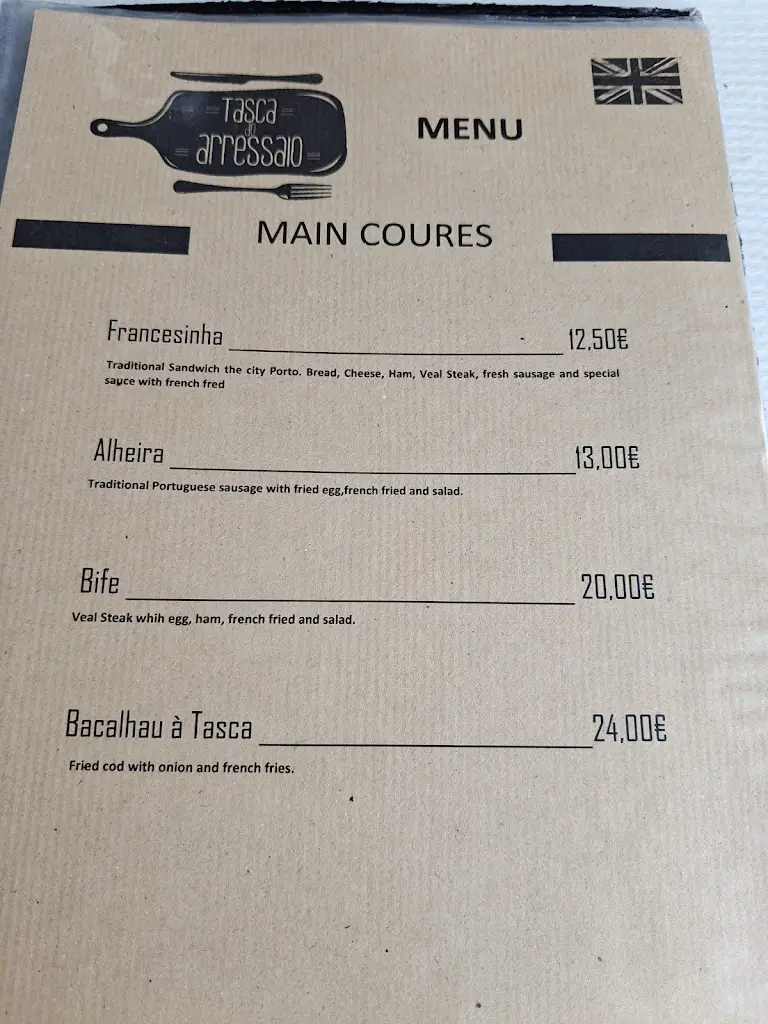 Tasca
do
arressaio
MENU
MAIN COURES
Francesinha 12,50€
Traditional Sandwich the city Porto. Bread, Cheese, Ham, Veal Steak, fresh sausage and special
sauce with french fred
Alheira 13,00€
Traditional Portuguese sausage with fried egg,french fried and salad.
Bife 20,00€
Veal Steak whih egg, ham, french fried and salad.
Bacalhau à Tasca 24,00€
Fried cod with onion and french fries.